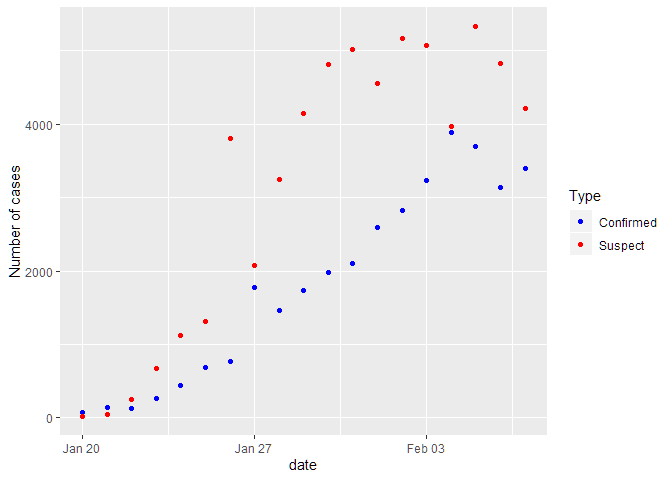 Number of cases
4000
2000
0
Jan 20
Jan 27
Feb 03
date
Type
Confirmed
Suspect